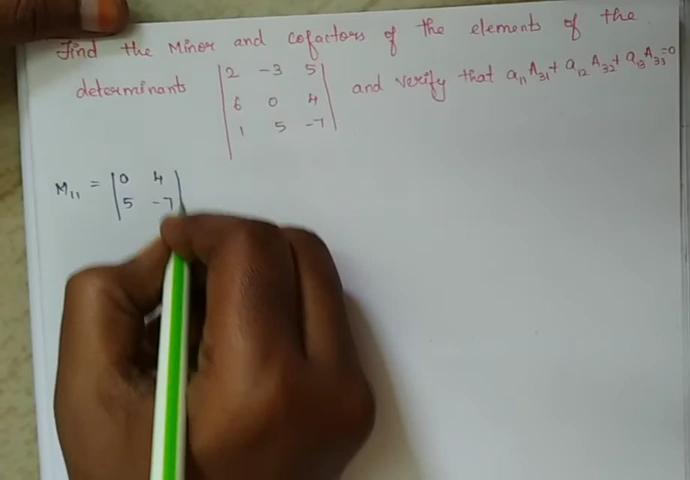 Find the Minor and cofactors of the elements of the
determinants |2 -3 5| and verify that a₁₁A₃₁+ a₁₂A₃₂+ a₁₃A₃₃=0
|6 0 4|
|1 5 -7|
M₁₁ = |0 4|
|5 -7|